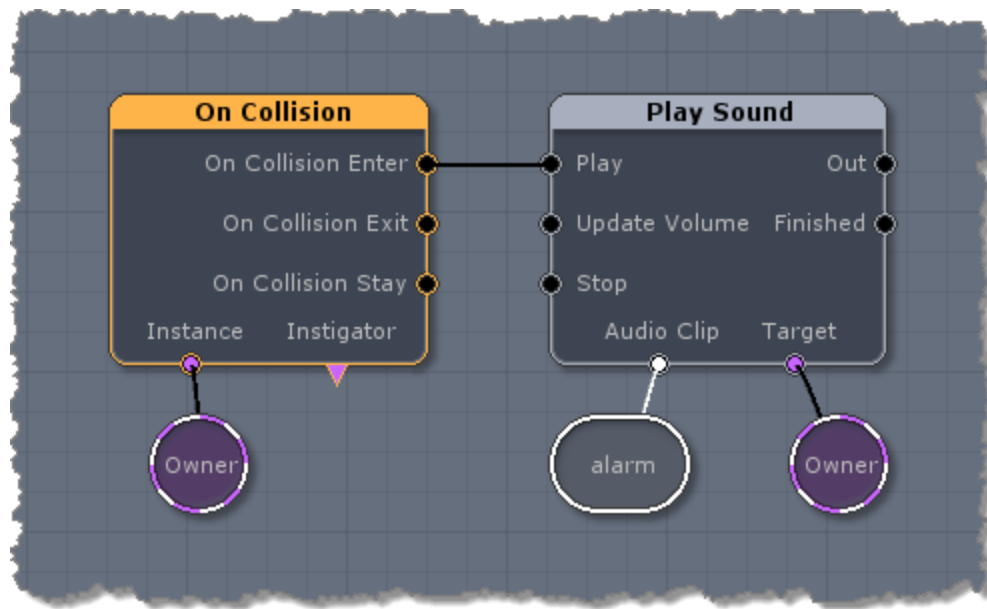 On Collision
On Collision Enter
On Collision Exit
On Collision Stay
Instance Instigator
Owner
Play Sound
Play Out
Update Volume Finished
Stop
Audio Clip Target
alarm Owner